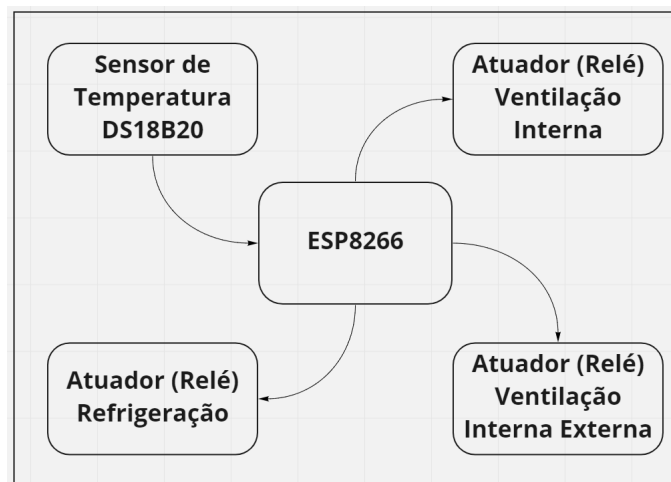 Sensor de
Temperatura
DS18B20
Atuador (Relé)
Ventilação
Interna
ESP8266
Atuador (Relé)
Refrigeração
Atuador (Relé)
Ventilação
Interna Externa